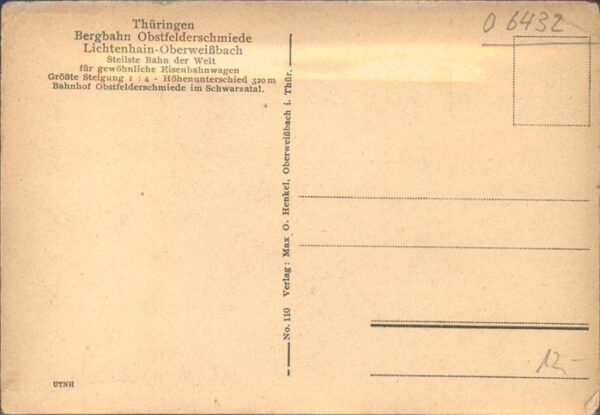 Thüringen
Bergbahn Obstfelderschmiede
Lichtenhain-Oberweißbach
Steilste Bahn der Welt
für gewöhnliche Eisenbahnwagen
Größte Steigung 1 : 4 - Höhenunterschied 320 m
Bahnhof Obstfelderschmiede im Schwarzatal.
O 6432
No. 110 Verlag: Max O. Henkel, Oberweißbach i. Thür.
12,-
UTNH